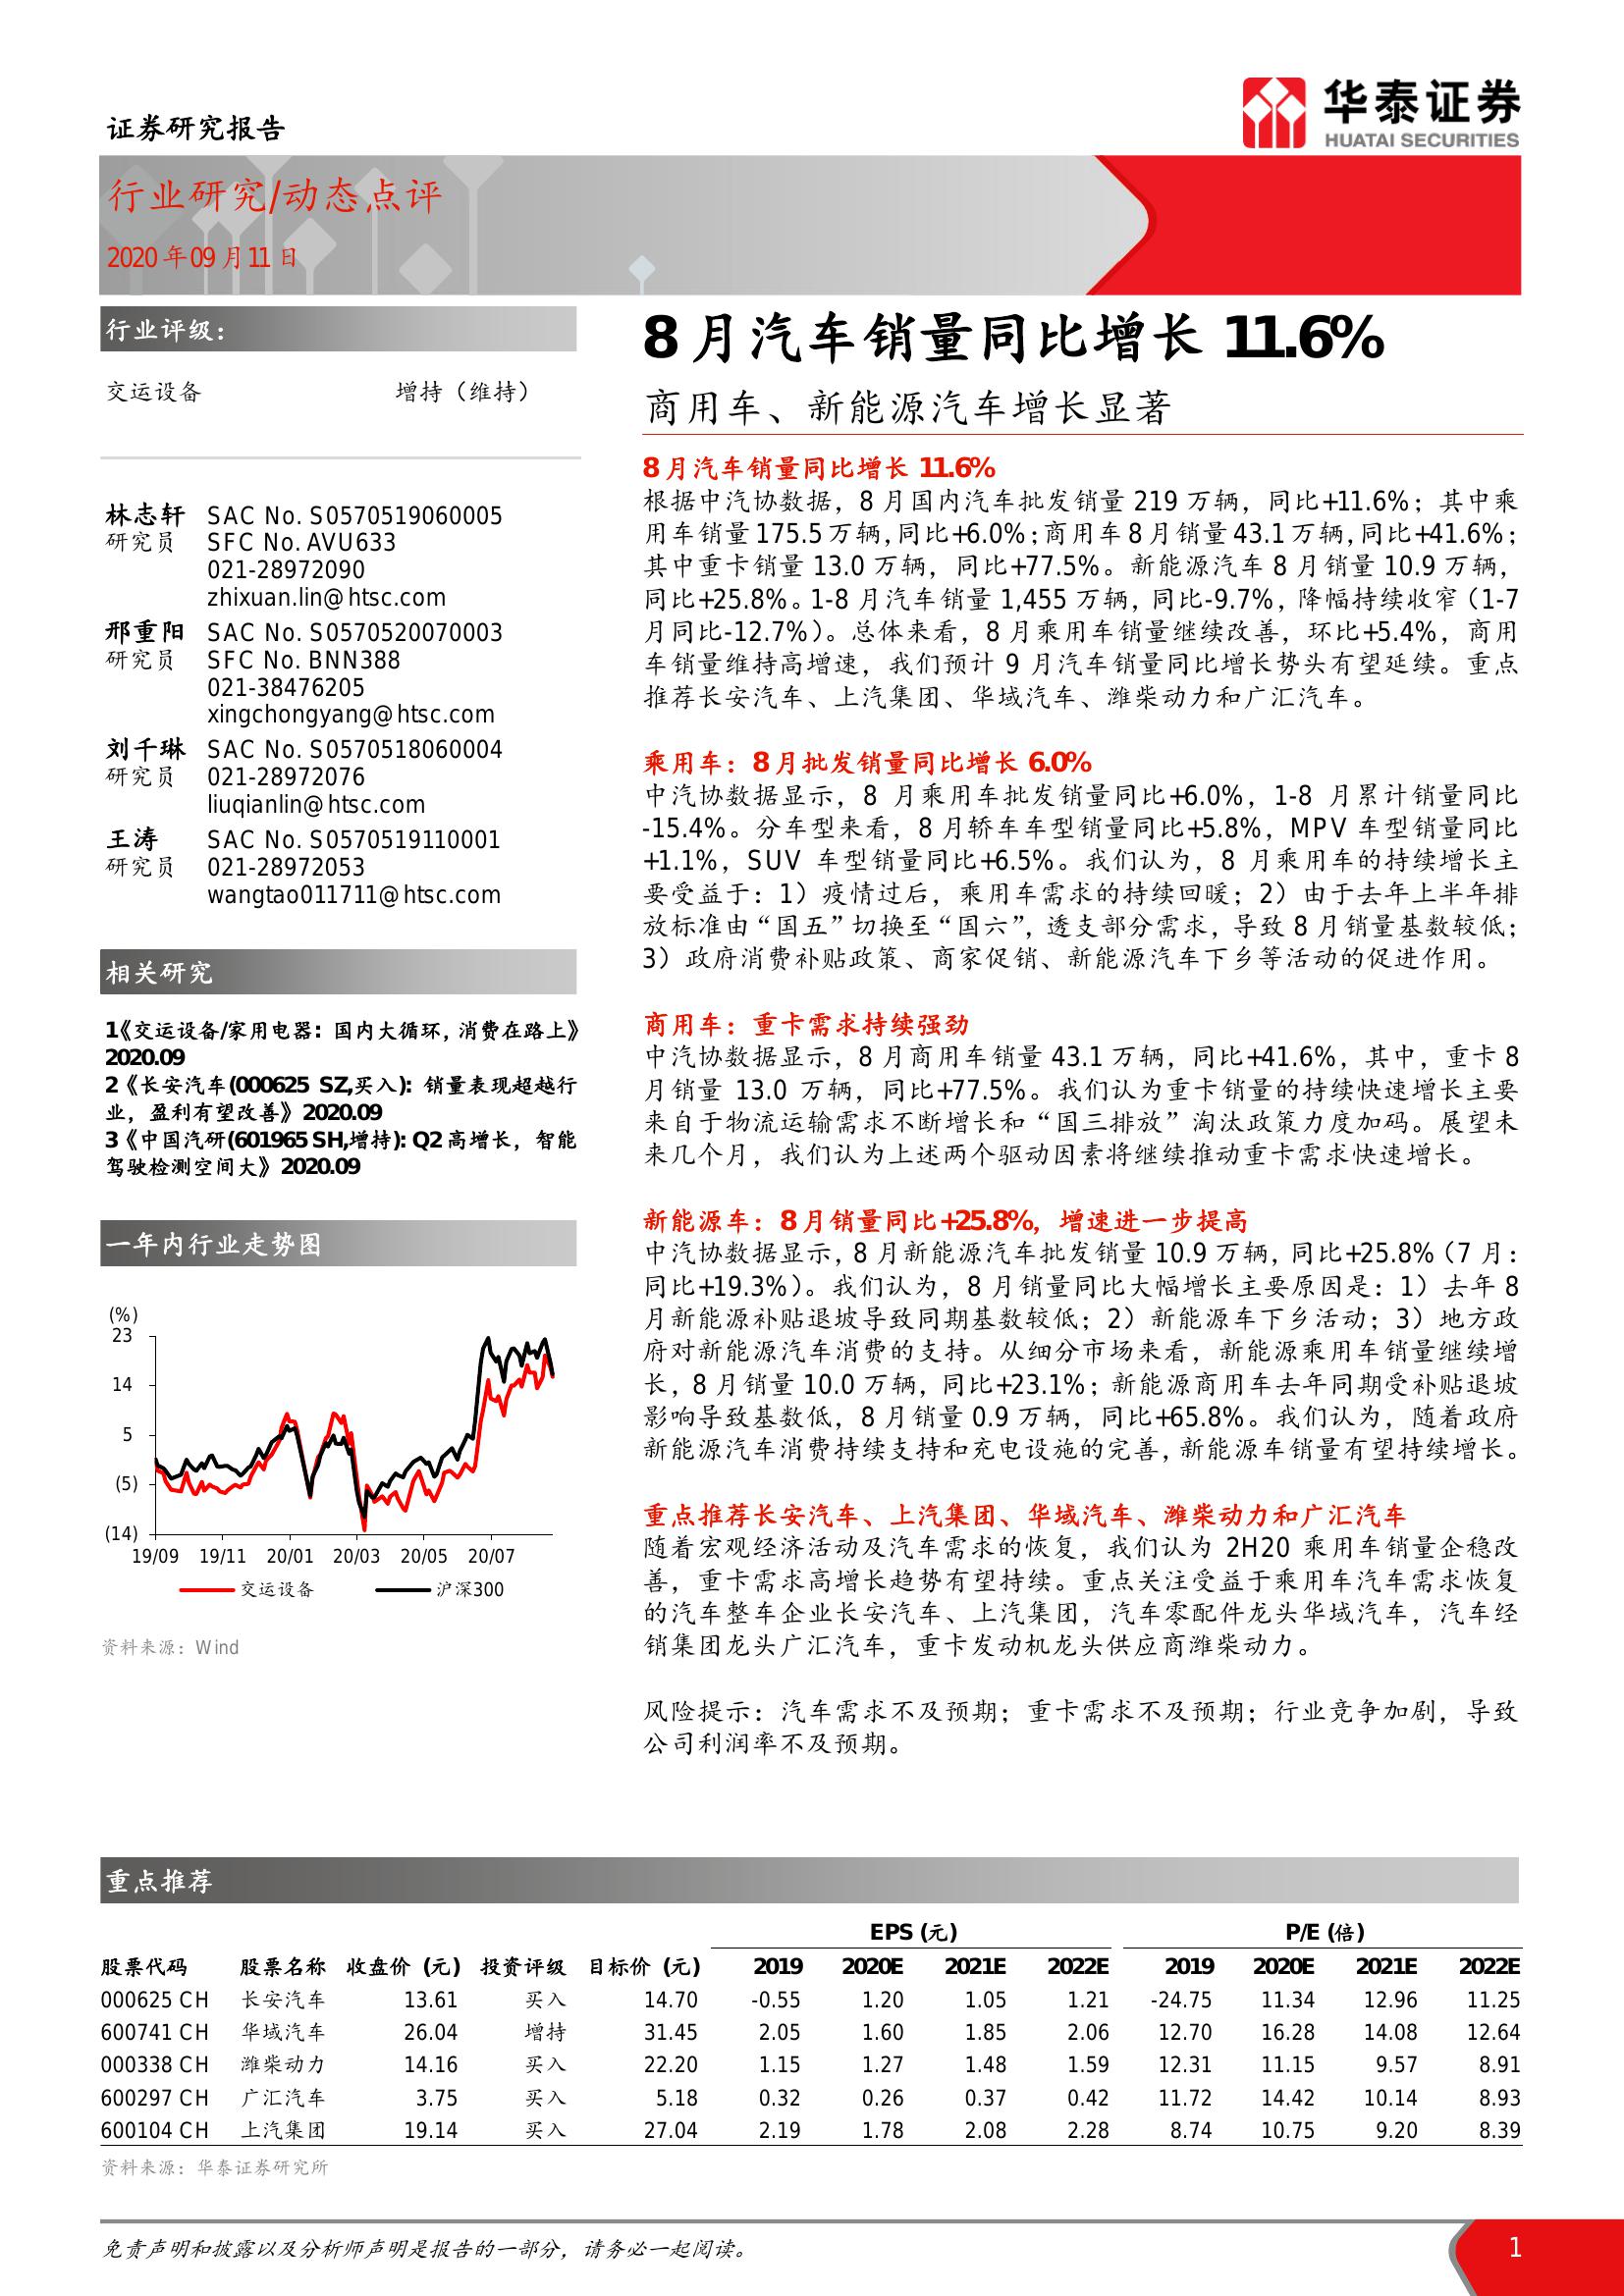 证券研究报告
华泰证券
HUATAI SECURITIES
行业研究/动态点评
2020年09月11日
行业评级：
交运设备 增持（维持）
林志轩 SAC No. S0570519060005
研究员 SFC No. AVU633
021-28972090
zhixuan.lin@htsc.com
邢重阳 SAC No. S0570520070003
研究员 SFC No. BNN388
021-38476205
xingchongyang@htsc.com
刘千琳 SAC No. S0570518060004
研究员 021-28972076
liuqianlin@htsc.com
王涛 SAC No. S0570519110001
研究员 021-28972053
wangtao011711@htsc.com
相关研究
1《交运设备/家用电器：国内大循环，消费在路上》
2020.09
2《长安汽车(000625 SZ,买入)：销量表现超越行
业，盈利有望改善》2020.09
3《中国汽研(601965 SH,增持)：Q2 高增长，智能
驾驶检测空间大》2020.09
一年内行业走势图
(%)
23
14
5
(5)
(14)
19/09 19/11 20/01 20/03 20/05 20/07
交运设备 沪深300
资料来源：Wind
8 月汽车销量同比增长 11.6%
商用车、新能源汽车增长显著
8 月汽车销量同比增长 11.6%
根据中汽协数据，8 月国内汽车批发销量 219 万辆，同比+11.6%；其中乘
用车销量 175.5 万辆，同比+6.0%；商用车 8 月销量 43.1 万辆，同比+41.6%；
其中重卡销量 13.0 万辆，同比+77.5%。新能源汽车 8 月销量 10.9 万辆，
同比+25.8%。1-8 月汽车销量 1,455 万辆，同比-9.7%，降幅持续收窄（1-7
月同比-12.7%）。总体来看，8 月乘用车销量继续改善，环比+5.4%，商用
车销量维持高增速，我们预计 9 月汽车销量同比增长势头有望延续。重点
推荐长安汽车、上汽集团、华域汽车、潍柴动力和广汇汽车。
乘用车：8 月批发销量同比增长 6.0%
中汽协数据显示，8 月乘用车批发销量同比+6.0%，1-8 月累计销量同比
-15.4%。分车型来看，8 月轿车车型销量同比+5.8%，MPV 车型销量同比
+1.1%，SUV 车型销量同比+6.5%。我们认为，8 月乘用车的持续增长主
要受益于：1）疫情过后，乘用车需求的持续回暖；2）由于去年上半年排
放标准由“国五”切换至“国六”，透支部分需求，导致 8 月销量基数较低；
3）政府消费补贴政策、商家促销、新能源汽车下乡等活动的促进作用。
商用车：重卡需求持续强劲
中汽协数据显示，8 月商用车销量 43.1 万辆，同比+41.6%，其中，重卡 8
月销量 13.0 万辆，同比+77.5%。我们认为重卡销量的持续快速增长主要
来自于物流运输需求不断增长和“国三排放”淘汰政策力度加码。展望未
来几个月，我们认为上述两个驱动因素将继续推动重卡需求快速增长。
新能源车：8 月销量同比+25.8%，增速进一步提高
中汽协数据显示，8 月新能源汽车批发销量 10.9 万辆，同比+25.8%（7 月：
同比+19.3%）。我们认为，8 月销量同比大幅增长主要原因是：1）去年 8
月新能源补贴退坡导致同期基数较低；2）新能源车下乡活动；3）地方政
府对新能源汽车消费的支持。从细分市场来看，新能源乘用车销量继续增
长，8 月销量 10.0 万辆，同比+23.1%；新能源商用车去年同期受补贴退坡
影响导致基数低，8 月销量 0.9 万辆，同比+65.8%。我们认为，随着政府
新能源汽车消费持续支持和充电设施的完善，新能源车销量有望持续增长。
重点推荐长安汽车、上汽集团、华域汽车、潍柴动力和广汇汽车
随着宏观经济活动及汽车需求的恢复，我们认为 2H20 乘用车销量企稳改
善，重卡需求高增长趋势有望持续。重点关注受益于乘用车汽车需求恢复
的汽车整车企业长安汽车、上汽集团，汽车零配件龙头华域汽车，汽车经
销集团龙头广汇汽车，重卡发动机龙头供应商潍柴动力。
风险提示：汽车需求不及预期；重卡需求不及预期；行业竞争加剧，导致
公司利润率不及预期。
重点推荐
EPS (元) P/E (倍)
股票代码 股票名称 收盘价 (元) 投资评级 目标价 (元) 2019 2020E 2021E 2022E 2019 2020E 2021E 2022E
000625 CH 长安汽车 13.61 买入 14.70 -0.55 1.20 1.05 1.21 -24.75 11.34 12.96 11.25
600741 CH 华域汽车 26.04 增持 31.45 2.05 1.60 1.85 2.06 12.70 16.28 14.08 12.64
000338 CH 潍柴动力 14.16 买入 22.20 1.15 1.27 1.48 1.59 12.31 11.15 9.57 8.91
600297 CH 广汇汽车 3.75 买入 5.18 0.32 0.26 0.37 0.42 11.72 14.42 10.14 8.93
600104 CH 上汽集团 19.14 买入 27.04 2.19 1.78 2.08 2.28 8.74 10.75 9.20 8.39
资料来源：华泰证券研究所
免责声明和披露以及分析师声明是报告的一部分，请务必一起阅读。 1